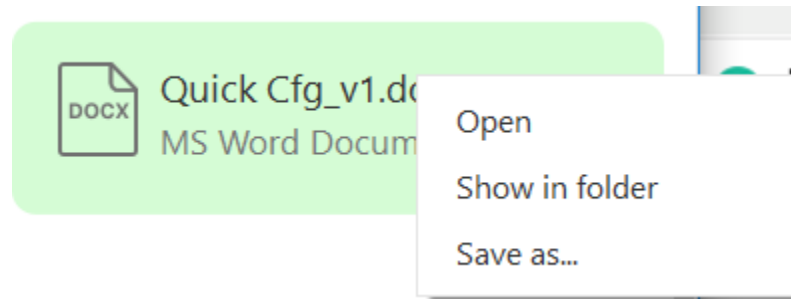 DOCX
Quick Cfg_v1.do
MS Word Docum
Open
Show in folder
Save as...